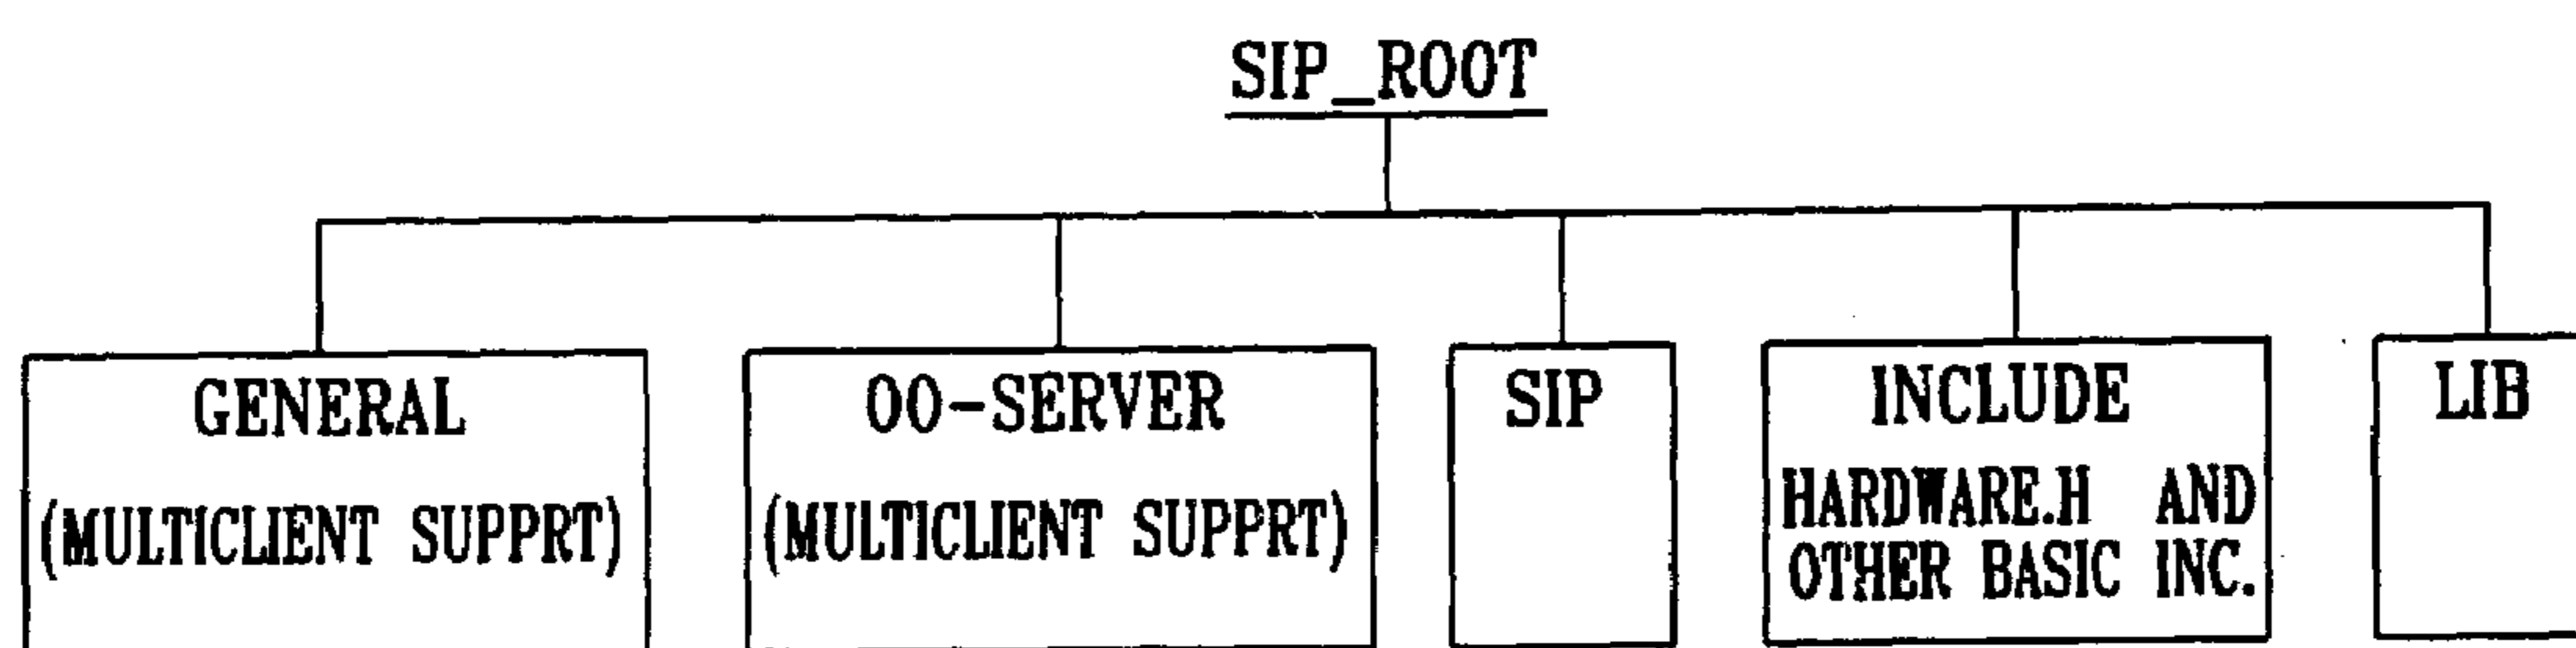 SIP_ROOT
GENERAL
(MULTICLIENT SUPPRT)
OO-SERVER
(MULTICLIENT SUPPRT)
SIP
INCLUDE
HARDWARE.H AND
OTHER BASIC INC.
LIB